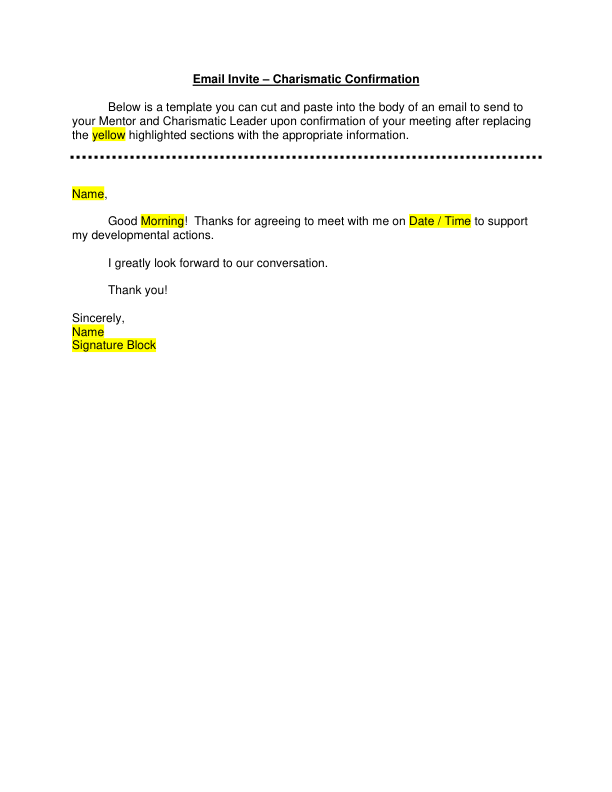 Email Invite – Charismatic Confirmation
Below is a template you can cut and paste into the body of an email to send to
your Mentor and Charismatic Leader upon confirmation of your meeting after replacing
the yellow highlighted sections with the appropriate information.
Name,
Good Morning!  Thanks for agreeing to meet with me on Date / Time to support
my developmental actions.
I greatly look forward to our conversation.
Thank you!
Sincerely,
Name
Signature Block